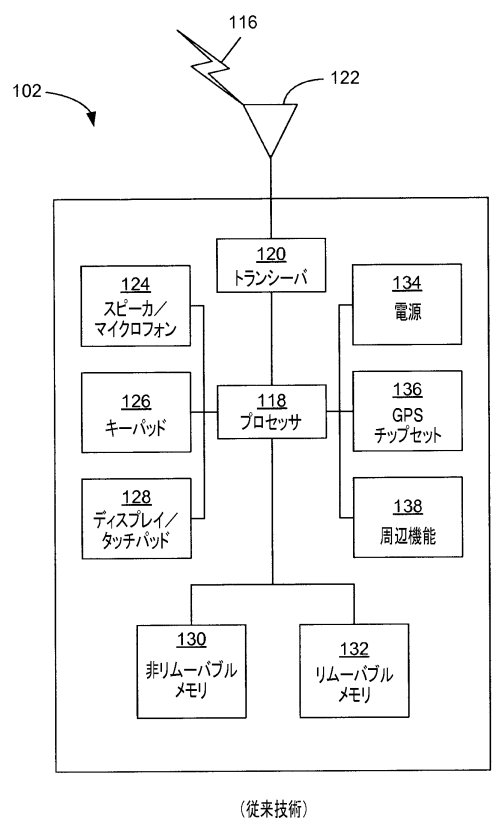 116
102
122
120
トランシーバ
124
スピーカ／
マイクロフォン
134
電源
126
キーパッド
118
プロセッサ
136
GPS
チップセット
128
ディスプレイ／
タッチパッド
138
周辺機能
130
非リムーバブル
メモリ
132
リムーバブル
メモリ
（従来技術）